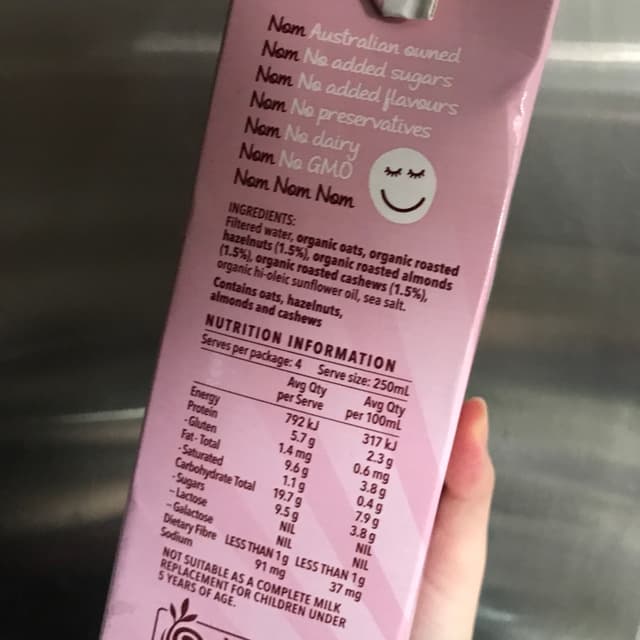 Nom Australian owned
Nom No added sugars
Nom No added flavours
Nom No preservatives
Nom No dairy
Nom No GMO
Nom Nom Nom
INGREDIENTS:
Filtered water, organic oats, organic roasted
hazelnuts (1.5%), organic roasted almonds
(1.5%), organic roasted cashews (1.5%),
organic hi-oleic sunflower oil, sea salt.
Contains oats, hazelnuts,
almonds and cashews
NUTRITION INFORMATION
Serves per package: 4 Serve size: 250mL
Avg Qty per Serve Avg Qty per 100mL
Energy 792 kJ 317 kJ
Protein 5.7 g 2.3 g
- Gluten 1.4 mg 0.6 mg
Fat - Total 9.6 g 3.8 g
- Saturated 1.1 g 0.4 g
Carbohydrate Total 19.7 g 7.9 g
- Sugars 9.5 g 3.8 g
-- Lactose NIL NIL
-- Galactose NIL NIL
Dietary Fibre LESS THAN 1 g LESS THAN 1 g
Sodium 91 mg 37 mg
NOT SUITABLE AS A COMPLETE MILK
REPLACEMENT FOR CHILDREN UNDER
5 YEARS OF AGE.